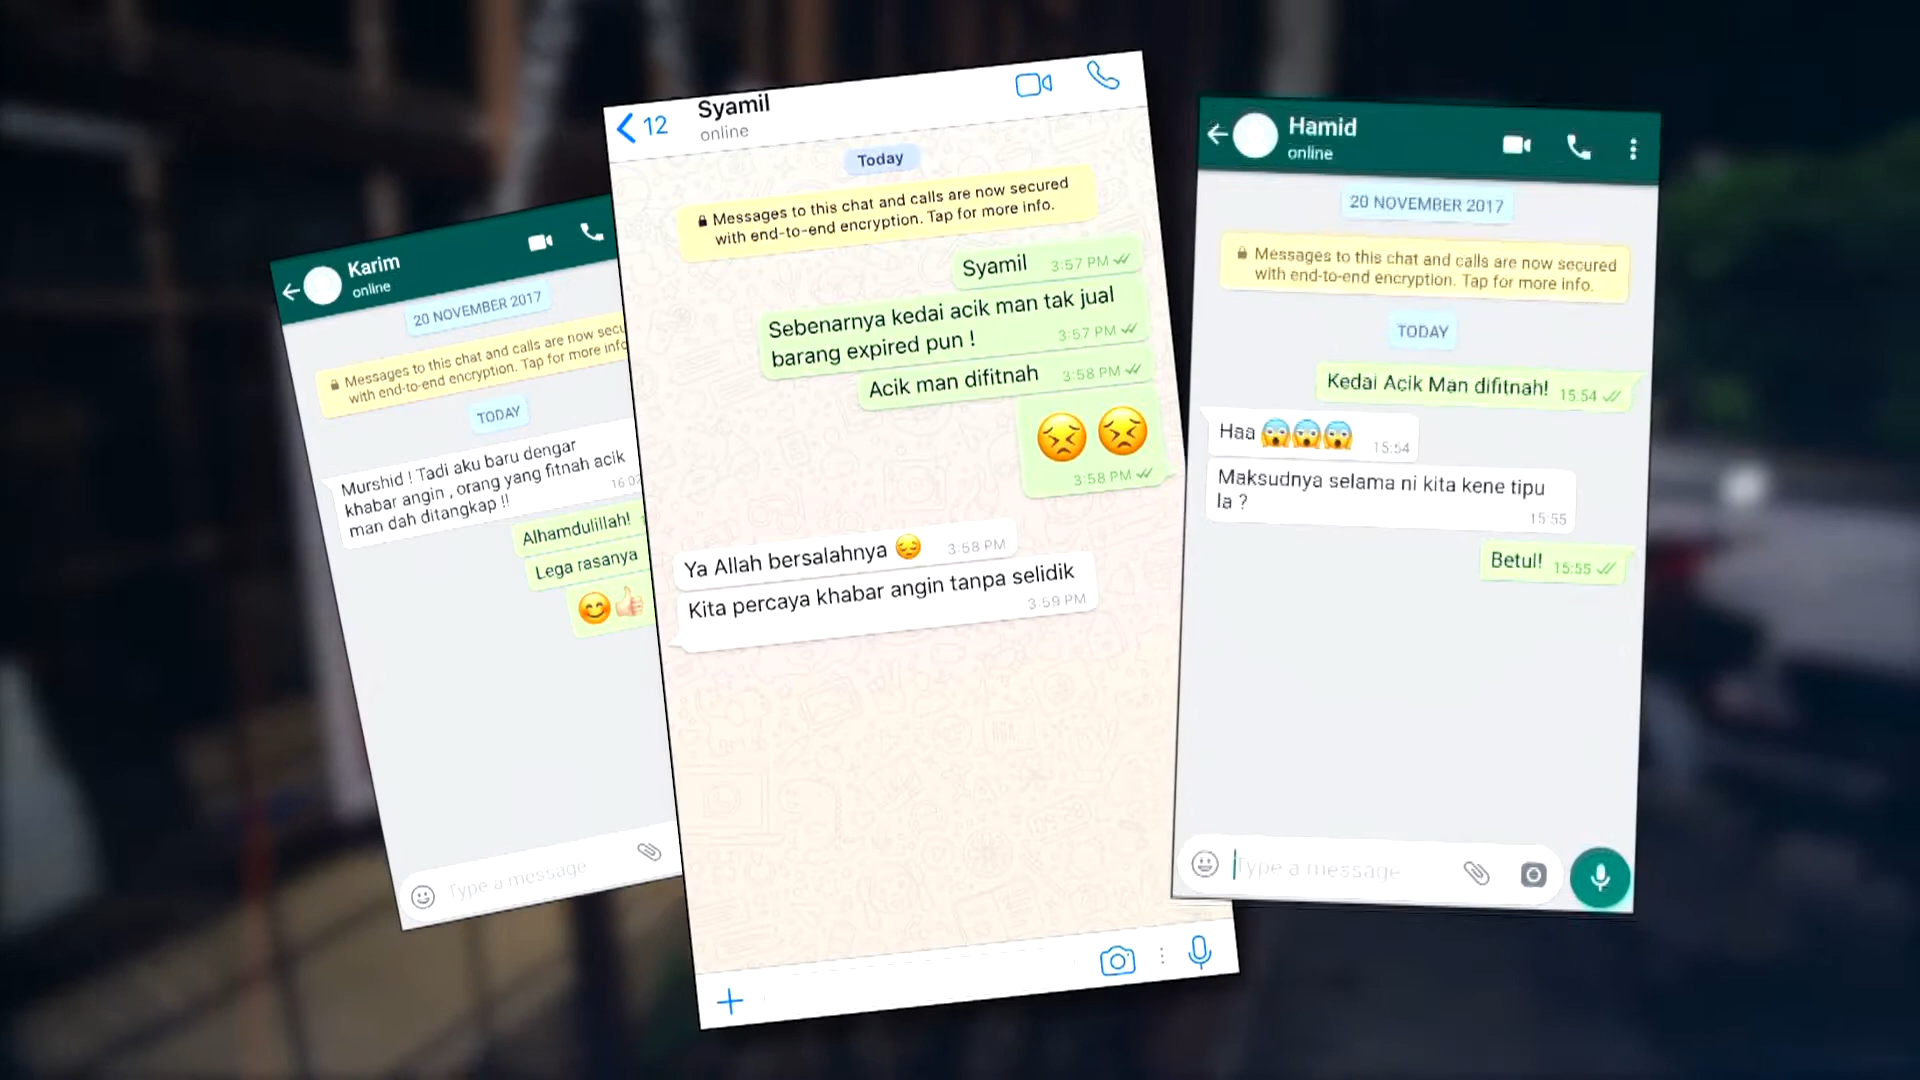 Karim
online
20 NOVEMBER 2017
Messages to this chat and calls are now
with end-to-end encryption. Tap for more
TODAY
Murshid ! Tadi aku baru dengar
khabar angin , orang yang fitnah acik
man dah ditangkap !!
Alhamdulillah!
Lega rasanya
Type a message
12
Syamil
online
Today
Messages to this chat and calls are now secured
with end-to-end encryption. Tap for more info.
Syamil 3:57 PM
Sebenarnya kedai acik man tak jual
barang expired pun ! 3:57 PM
Acik man difitnah 3:58 PM
3:58 PM
Ya Allah bersalahnya 3:58 PM
Kita percaya khabar angin tanpa selidik
3:59 PM
Hamid
online
20 NOVEMBER 2017
Messages to this chat and calls are now secured
with end-to-end encryption. Tap for more info.
TODAY
Kedai Acik Man difitnah! 15:54
Haa 15:54
Maksudnya selama ni kita kene tipu
la ? 15:55
Betul! 15:55
Type a message